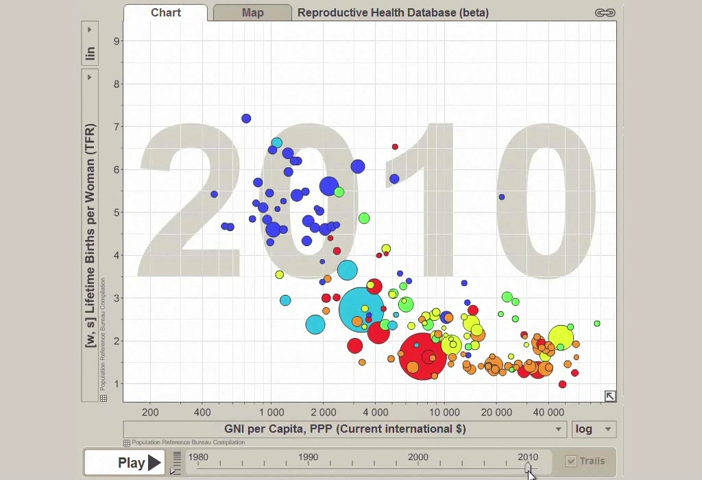 Chart
Map
Reproductive Health Database (beta)
lin
[w, s] Lifetime Births per Woman (TFR)
Population Reference Bureau Compilation
9
8
7
6
5
4
3
2
1
2010
200
400
1 000
2 000
4 000
10 000
20 000
40 000
GNI per Capita, PPP (Current international $)
log
Population Reference Bureau Compilation
Play
1980
1990
2000
2010
Trails